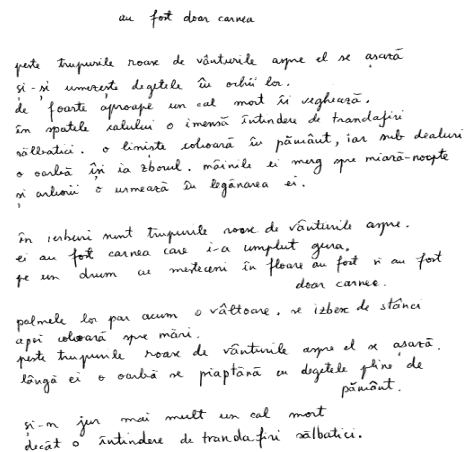 au fost doar carnea
peste trupurile roase de vânturile aspre el se așază
și-și umezește degetele în ochii lor.
de foarte aproape un cal mort îi veghează.
în spatele calului o imensă întindere de trandafiri
sălbatici. o liniște coboară în pământ, iar sub dealuri
o oarbă își ia zborul. mâinile ei merg spre miază-noapte
și arborii o urmează în legănarea ei.
în ierburi sunt trupurile roase de vânturile aspre.
ei au fost carnea care i-a umplut gura.
pe un drum cu mesteceni în floare au fost și au fost
doar carnea.
palmele lor par acum o vâltoare. se izbesc de stânci
apoi coboară spre mări.
peste trupurile roase de vânturile aspre el se așază.
lângă ei o oarbă se piaptănă cu degetele pline de
pământ.
și-n jur mai mult un cal mort
decât o întindere de trandafiri sălbatici.